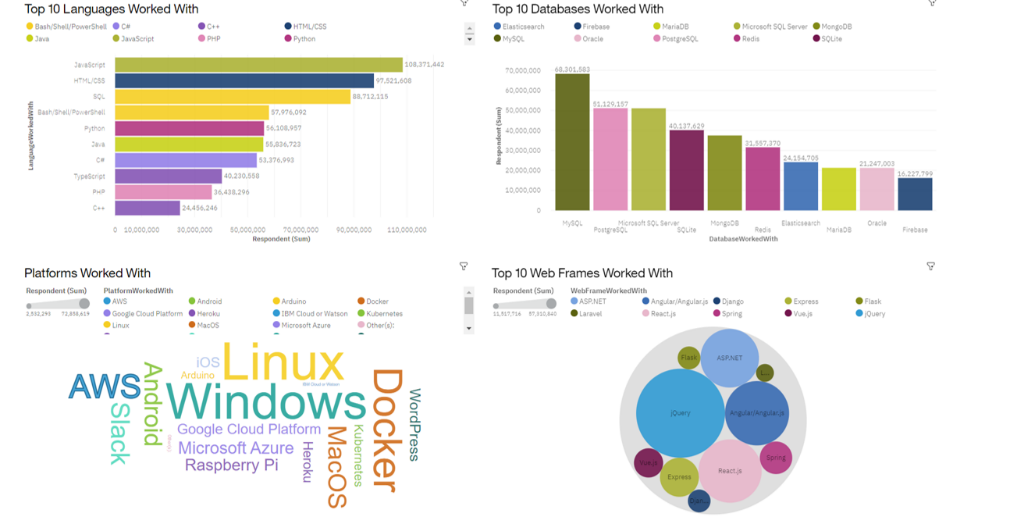 Top 10 Languages Worked With
Bash/Shell/PowerShell C# C++ HTML/CSS
Java JavaScript PHP Python
LanguageWorkedWith
JavaScript 108,371,442
HTML/CSS 97,521,608
SQL 88,712,115
Bash/Shell/PowerShell 57,976,092
Python 56,108,957
Java 55,836,723
C# 53,376,993
TypeScript 40,230,558
PHP 36,438,296
C++ 24,456,246
0 10,000,000 30,000,000 50,000,000 70,000,000 90,000,000 110,000,000
Respondent (Sum)
Top 10 Databases Worked With
Elasticsearch Firebase MariaDB Microsoft SQL Server MongoDB
MySQL Oracle PostgreSQL Redis SQLite
Respondent (Sum)
70,000,000
60,000,000
50,000,000
40,000,000
30,000,000
20,000,000
10,000,000
0
68,301,583
51,129,157
40,137,629
31,557,370
24,154,705
21,247,003
16,227,799
MySQL Microsoft SQL Server MongoDB Elasticsearch Oracle
PostgreSQL SQLite Redis MariaDB Firebase
DatabaseWorkedWith
Platforms Worked With
Respondent (Sum) PlatformWorkedWith
AWS Android Arduino Docker
Google Cloud Platform Heroku IBM Cloud or Watson Kubernetes
Linux MacOS Microsoft Azure Other(s):
iOS
Linux
Arduino
IBM Cloud or Watson
AWS
Android
Windows
Docker
WordPress
Slack
Google Cloud Platform
Microsoft Azure
Raspberry Pi
Heroku
MacOS
Kubernetes
Top 10 Web Frames Worked With
Respondent (Sum) WebFrameWorkedWith
ASP.NET Angular/Angular.js Django Express Flask
Laravel React.js Spring Vue.js jQuery
Flask
ASP.NET
L...
jQuery
Angular/Angular.js
Vue.js
Express
React.js
Spring